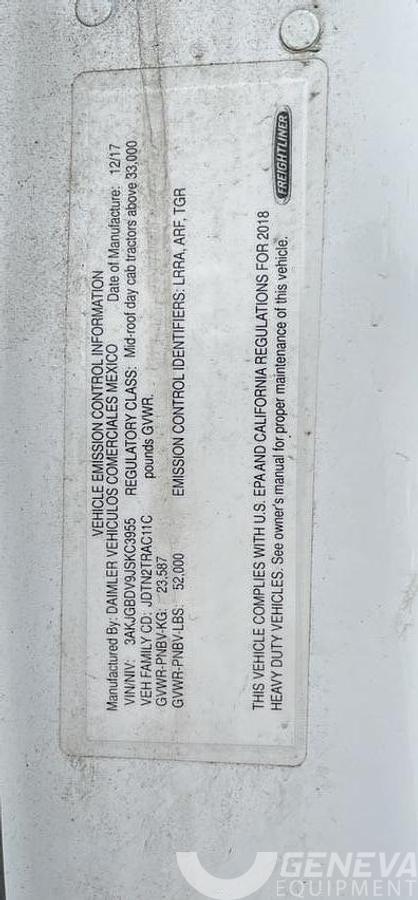 VEHICLE EMISSION CONTROL INFORMATION
Manufactured By: DAIMLER VEHICULOS COMERCIALES MEXICO Date of Manufacture: 12/17
VIN/NIV: 3AKJGBDV9JSKC3955 REGULATORY CLASS: Mid-roof day cab tractors above 33,000
VEH FAMILY CD: JDTN2TRAC11C pounds GVWR.
GVWR-PNBV-KG: 23,587
GVWR-PNBV-LBS: 52,000 EMISSION CONTROL IDENTIFIERS: LRRA, ARF, TGR
THIS VEHICLE COMPLIES WITH U.S. EPA AND CALIFORNIA REGULATIONS FOR 2018
HEAVY DUTY VEHICLES. See owner's manual for proper maintenance of this vehicle.
FREIGHTLINER
GENEVA
EQUIPMENT